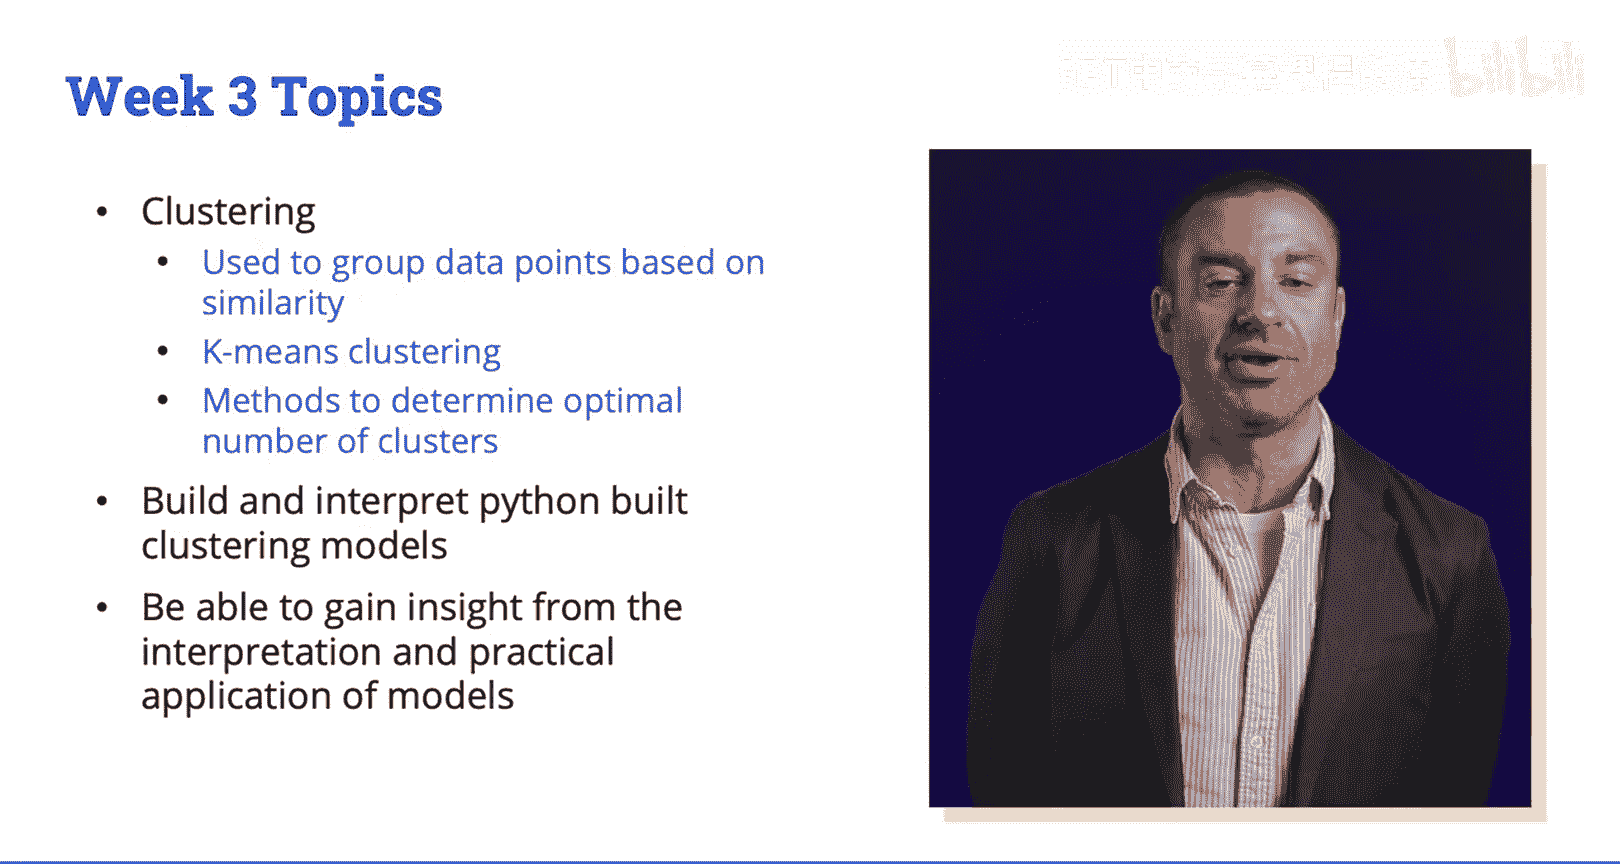 Week 3 Topics
bilibili
• Clustering
• Used to group data points based on
similarity
• K-means clustering
• Methods to determine optimal
number of clusters
• Build and interpret python built
clustering models
• Be able to gain insight from the
interpretation and practical
application of models